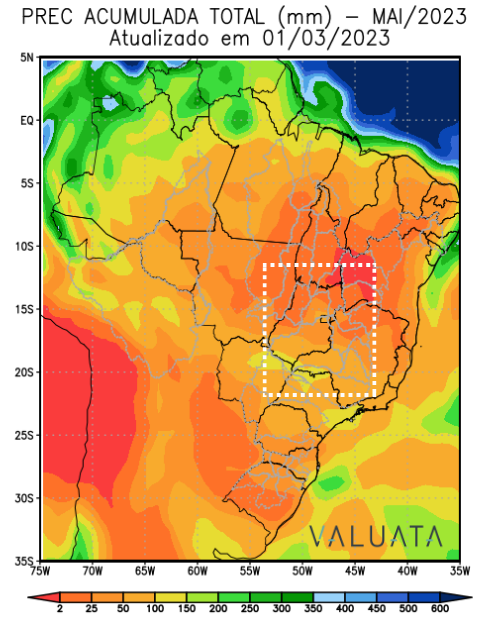 PREC ACUMULADA TOTAL (mm) – MAI/2023
Atualizado em 01/03/2023
5N
EQ
5S
10S
15S
20S
25S
30S
35S
VALUATA
75W 70W 65W 60W 55W 50W 45W 40W 35W
2 25 50 100 150 200 250 300 350 400 450 500 600